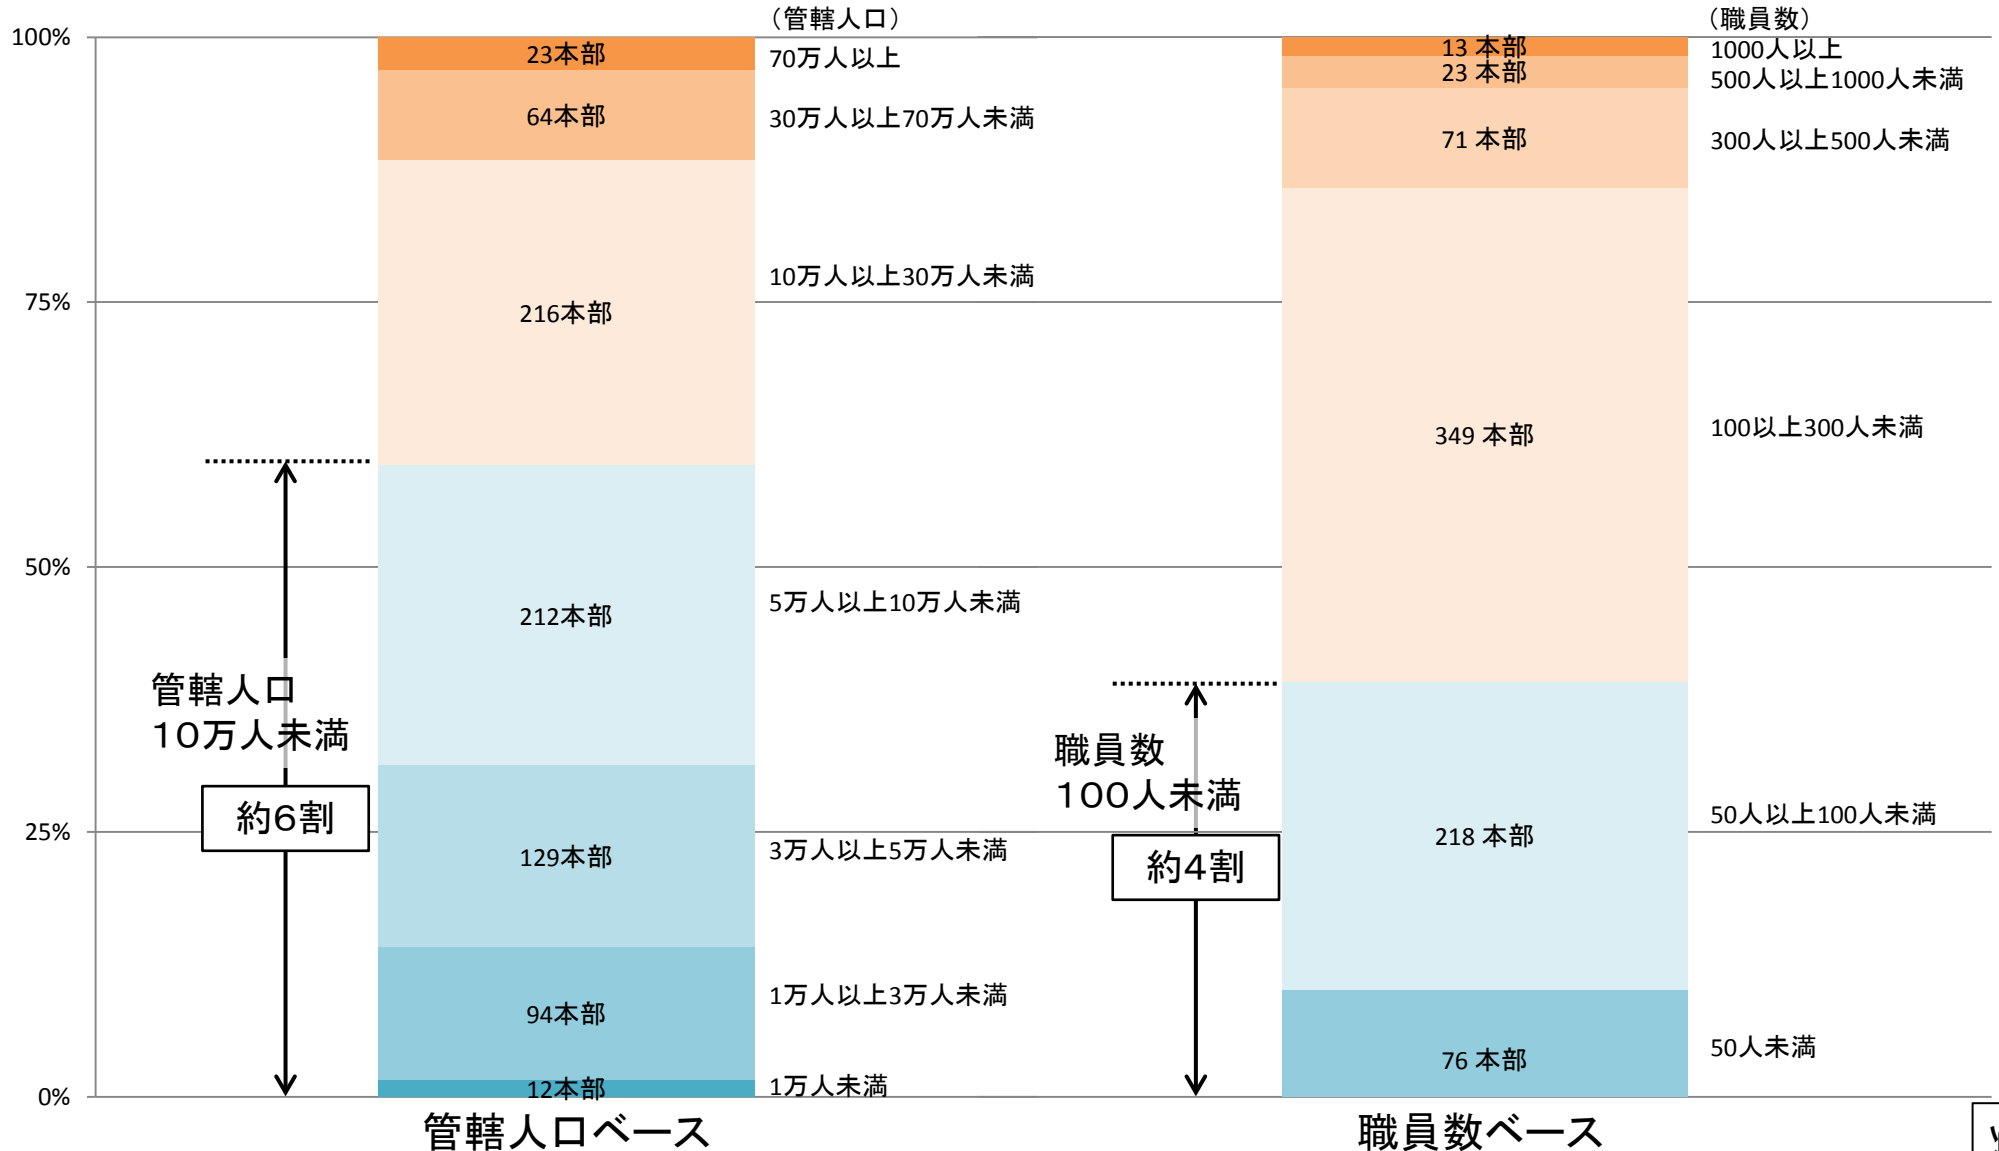 100%
75%
50%
25%
0%
（管轄人口）
23本部
70万人以上
64本部
30万人以上70万人未満
216本部
10万人以上30万人未満
212本部
5万人以上10万人未満
129本部
3万人以上5万人未満
94本部
1万人以上3万人未満
12本部
1万人未満
管轄人口
10万人未満
約6割
管轄人口ベース
（職員数）
13 本部
1000人以上
23 本部
500人以上1000人未満
71 本部
300人以上500人未満
349 本部
100以上300人未満
218 本部
50人以上100人未満
76 本部
50人未満
職員数
100人未満
約4割
職員数ベース